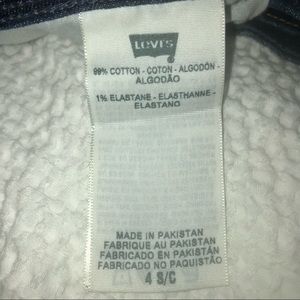 Levi's
99% COTTON - COTON - ALGODÓN -
ALGODÃO
1% ELASTANE - ELASTHANNE -
ELASTANO
MADE IN PAKISTAN
FABRIQUE AU PAKISTAN
FABRICADO EN PAKISTÁN
FABRICADO NO PAQUISTÃO
4 S/C